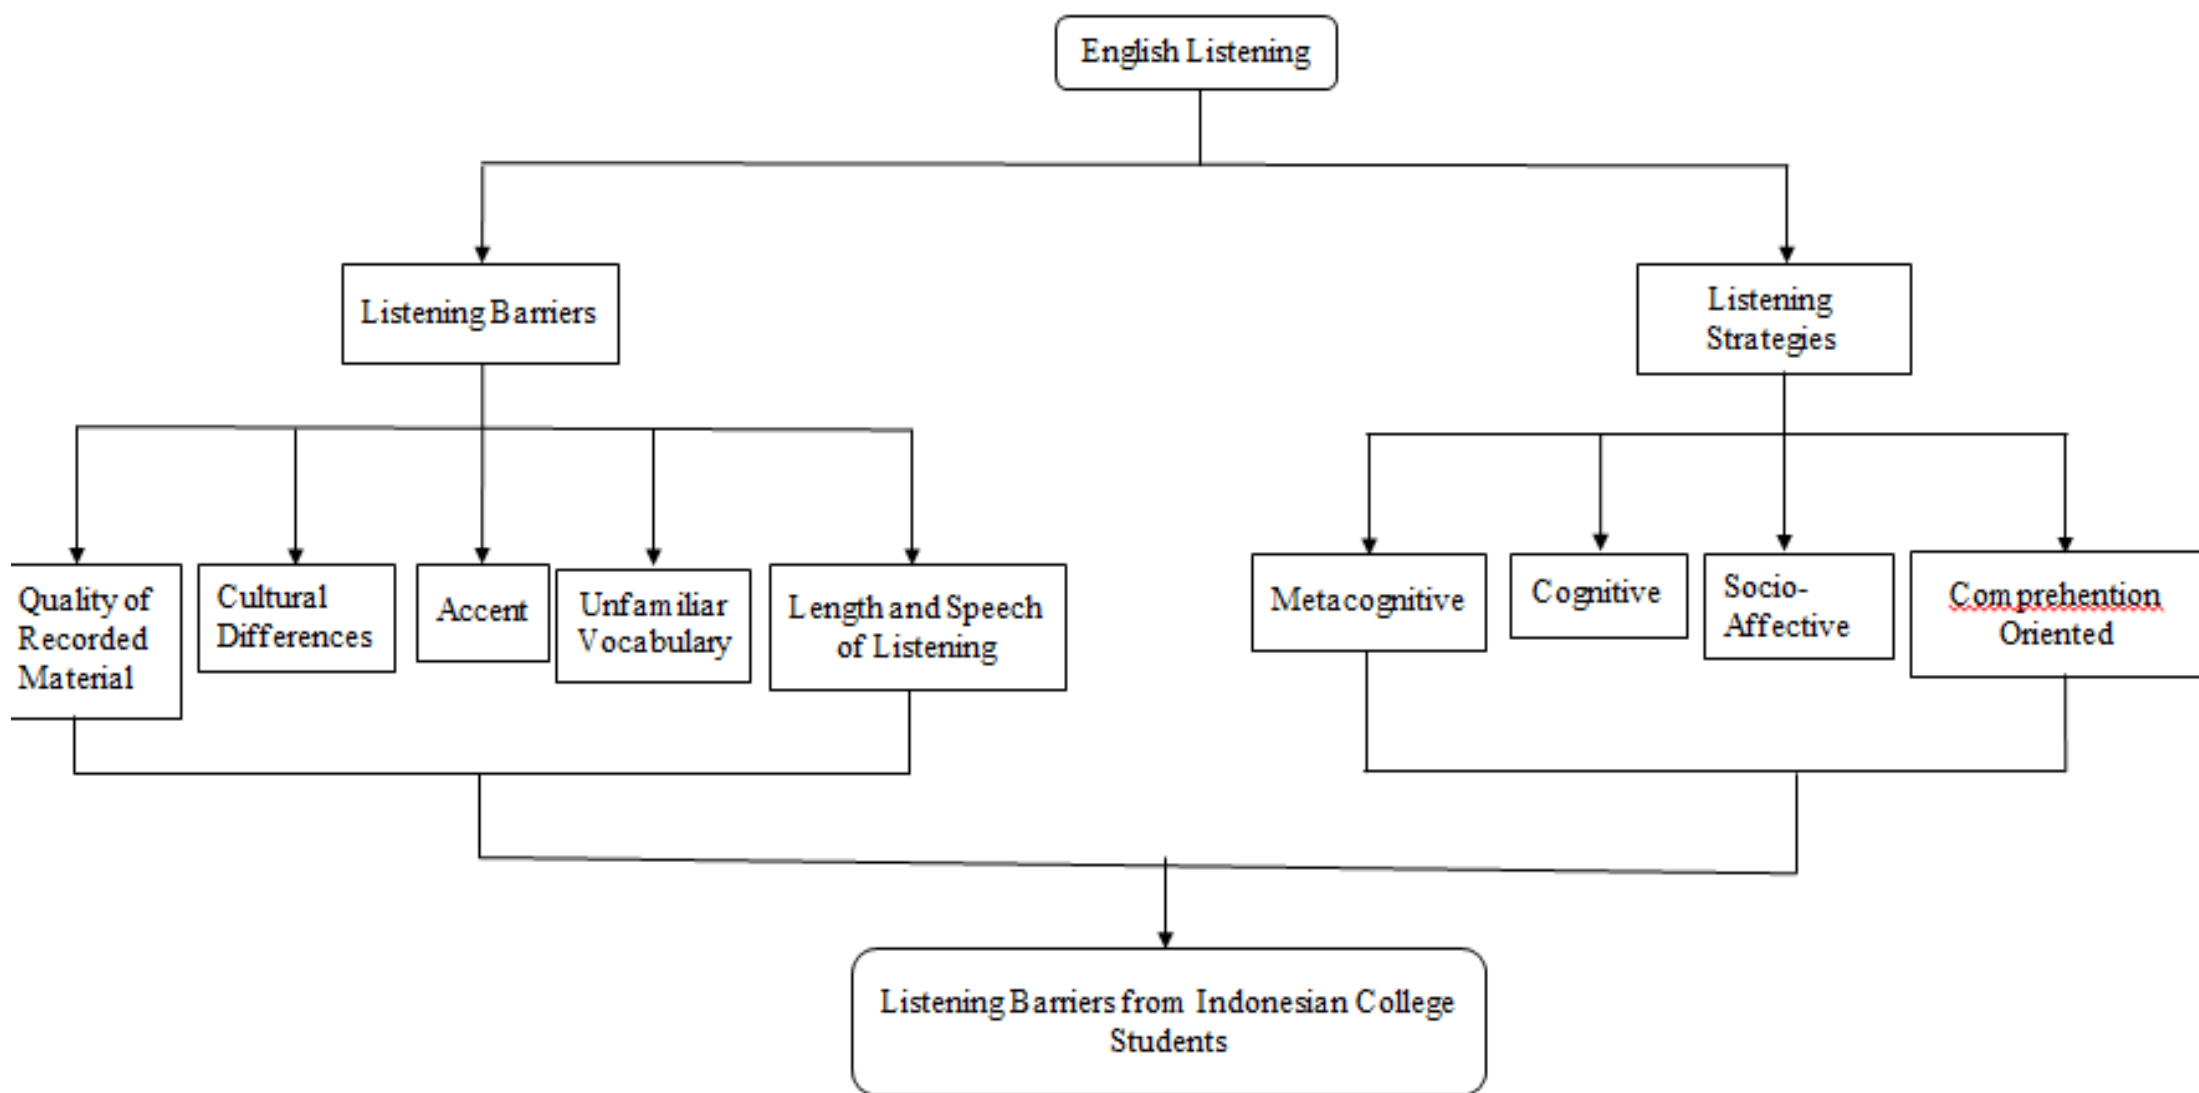 English Listening
Listening Barriers
Listening
Strategies
Quality of
Recorded
Material
Cultural
Differences
Accent
Unfamiliar
Vocabulary
Length and Speech
of Listening
Metacognitive
Cognitive
Socio-
Affective
Comprehention
Oriented
Listening Barriers from Indonesian College
Students